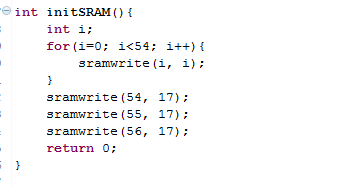 int initSRAM(){
int i;
for(i=0; i<54; i++){
sramwrite(i, i);
}
sramwrite(54, 17);
sramwrite(55, 17);
sramwrite(56, 17);
return 0;
}